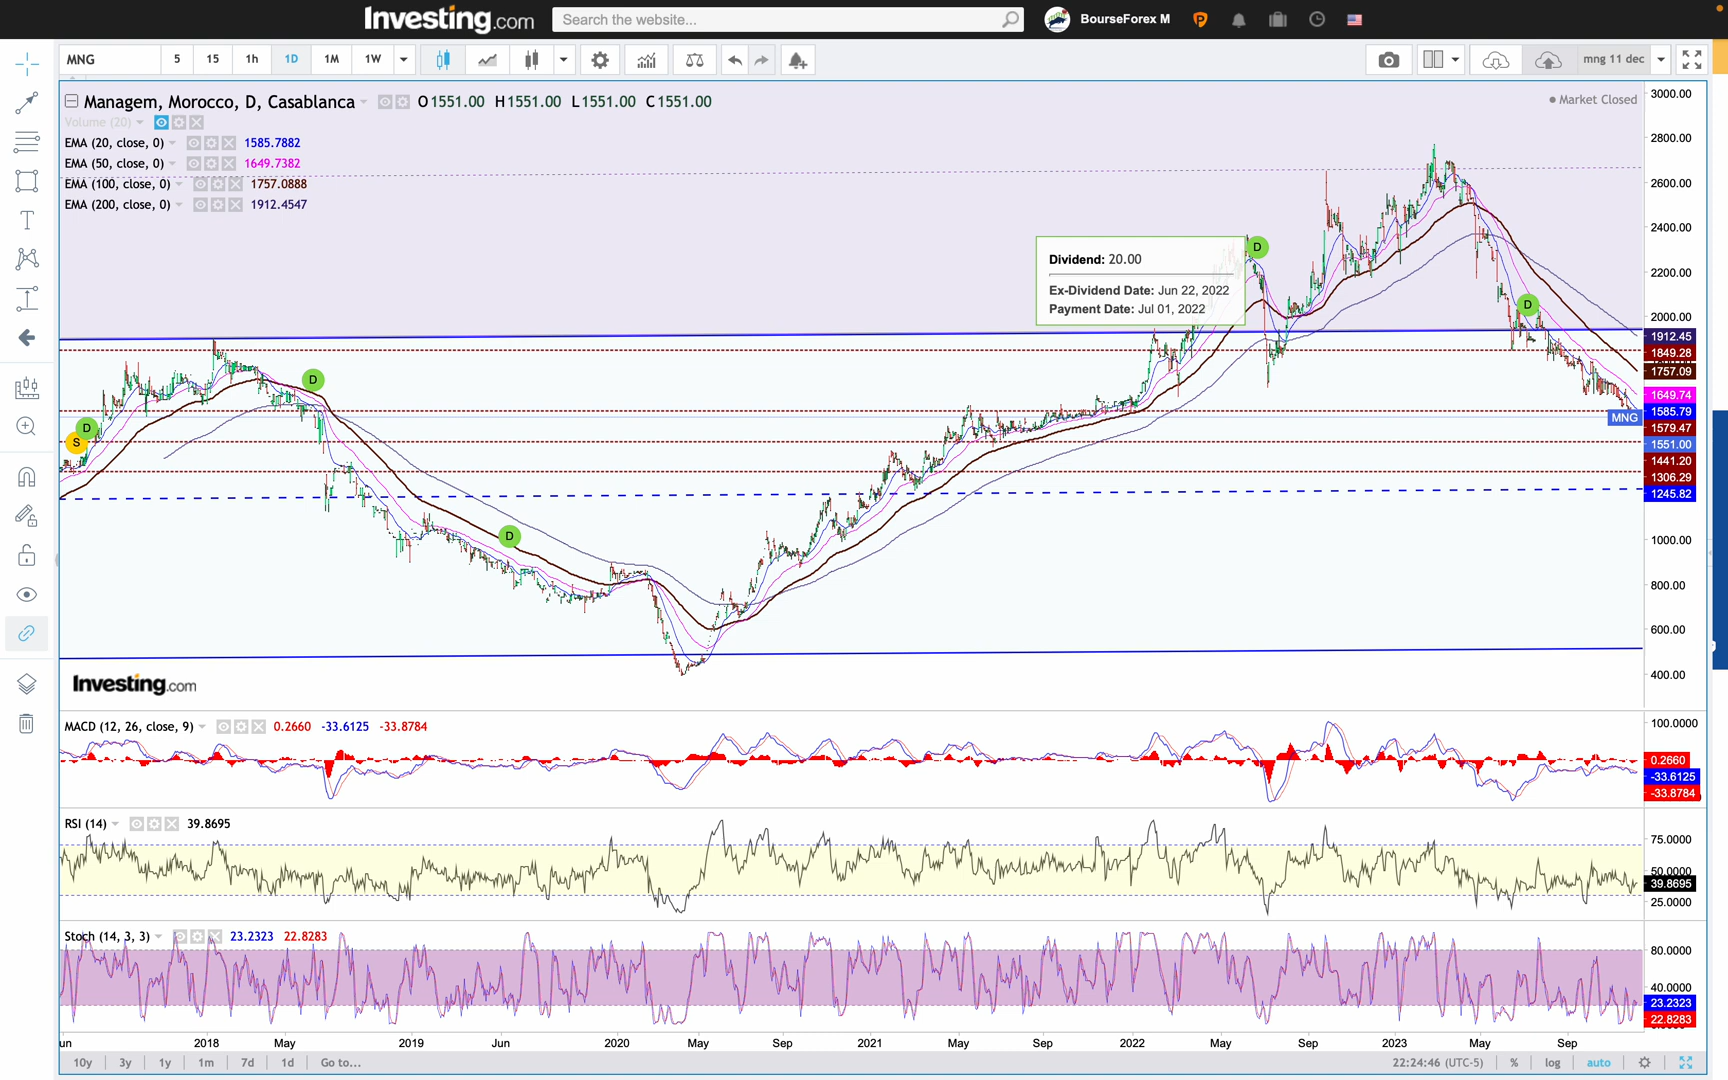 Investing.com
Search the website...
BourseForex M
MNG
5
15
1h
1D
1M
1W
mng 11 dec
Managem, Morocco, D, Casablanca
O1551.00 H1551.00 L1551.00 C1551.00
Market Closed
Volume (20)
EMA (20, close, 0)
1585.7882
EMA (50, close, 0)
1649.7382
EMA (100, close, 0)
1757.0888
EMA (200, close, 0)
1912.4547
Dividend: 20.00
Ex-Dividend Date: Jun 22, 2022
Payment Date: Jul 01, 2022
D
D
D
D
D
S
MNG
3000.00
2800.00
2600.00
2400.00
2200.00
2000.00
1912.45
1849.28
1757.09
1649.74
1585.79
1579.47
1551.00
1441.20
1306.29
1245.82
1000.00
800.00
600.00
400.00
Investing.com
MACD (12, 26, close, 9)
0.2660
-33.6125
-33.8784
100.0000
0.2660
-33.6125
-33.8784
RSI (14)
39.8695
75.0000
50.0000
39.8695
25.0000
Stoch (14, 3, 3)
23.2323
22.8283
80.0000
40.0000
23.2323
22.8283
un
2018
May
2019
Jun
2020
May
Sep
2021
May
Sep
2022
May
Sep
2023
May
Sep
10y
3y
1y
1m
7d
1d
Go to...
22:24:46 (UTC-5)
%
log
auto